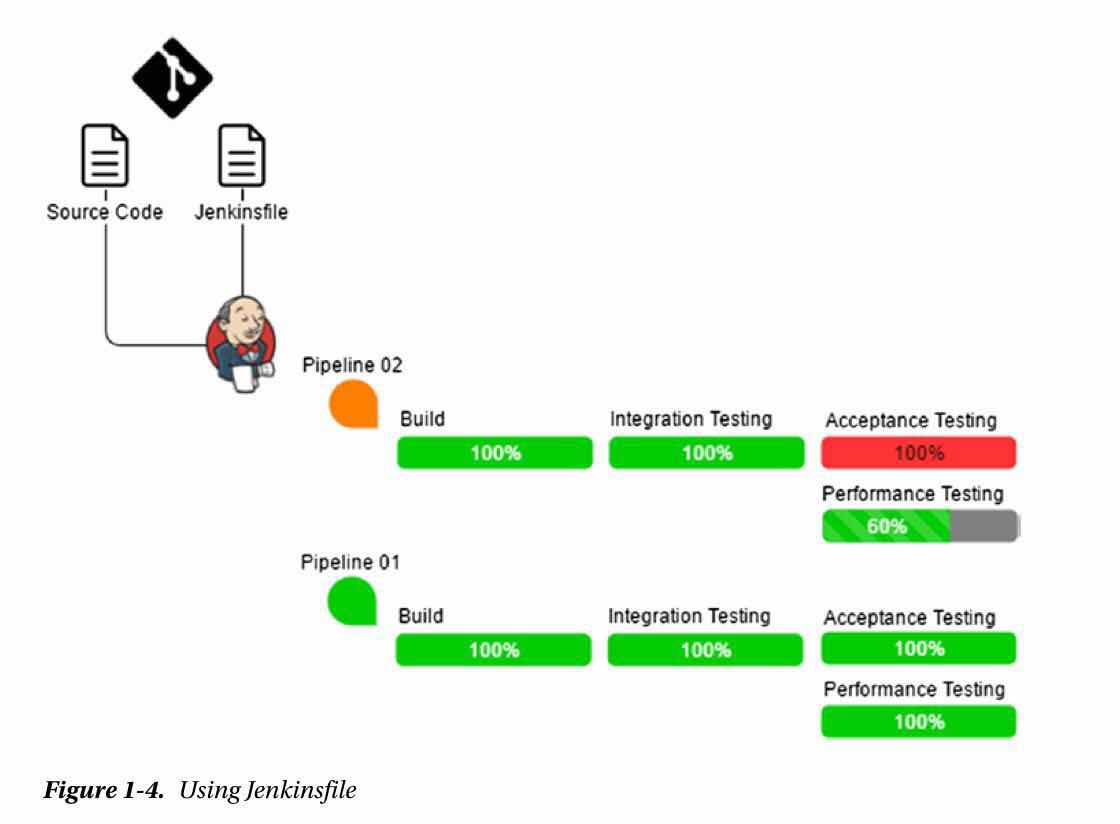 Source Code
Jenkinsfile
Pipeline 02
Build
Integration Testing
Acceptance Testing
100%
100%
100%
Performance Testing
60%
Pipeline 01
Build
Integration Testing
Acceptance Testing
100%
100%
100%
Performance Testing
100%
Figure 1-4. Using Jenkinsfile